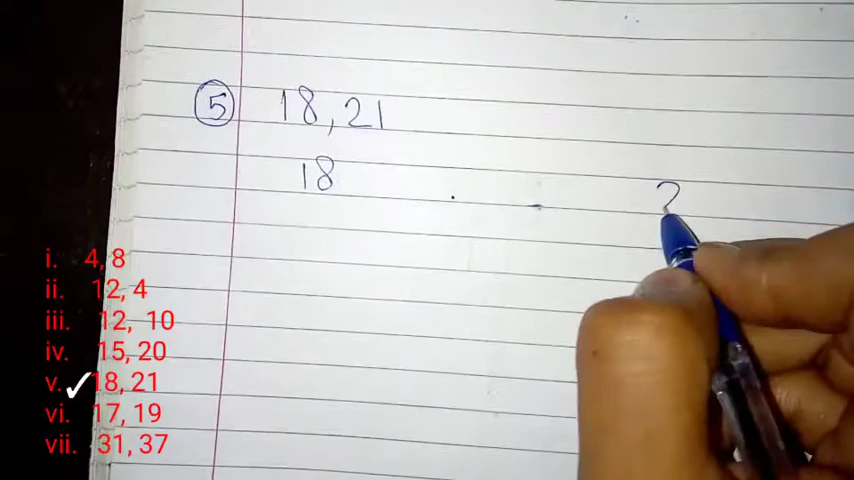 ⑤ 18, 21
18 2
i. 4, 8
ii. 12, 4
iii. 12, 10
iv. 15, 20
v. ✓ 18, 21
vi. 17, 19
vii. 31, 37